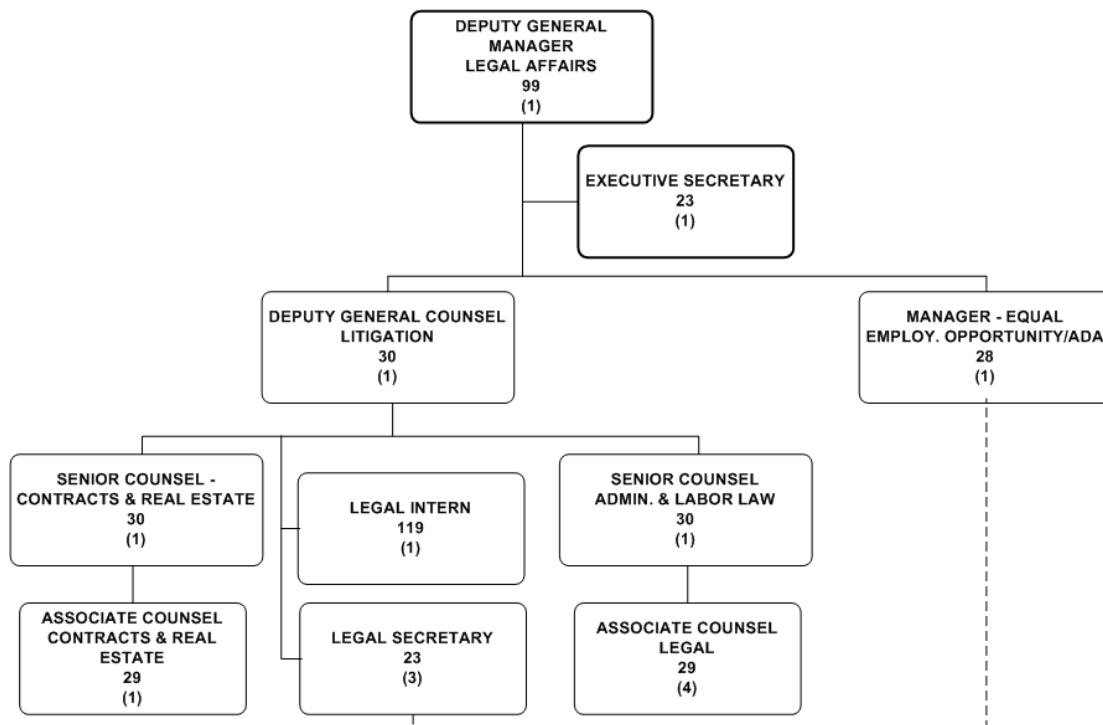 DEPUTY GENERAL
MANAGER
LEGAL AFFAIRS
99
(1)
EXECUTIVE SECRETARY
23
(1)
DEPUTY GENERAL COUNSEL
LITIGATION
30
(1)
MANAGER - EQUAL
EMPLOY. OPPORTUNITY/ADA
28
(1)
SENIOR COUNSEL -
CONTRACTS & REAL ESTATE
30
(1)
LEGAL INTERN
119
(1)
SENIOR COUNSEL
ADMIN. & LABOR LAW
30
(1)
ASSOCIATE COUNSEL
CONTRACTS & REAL
ESTATE
29
(1)
LEGAL SECRETARY
23
(3)
ASSOCIATE COUNSEL
LEGAL
29
(4)